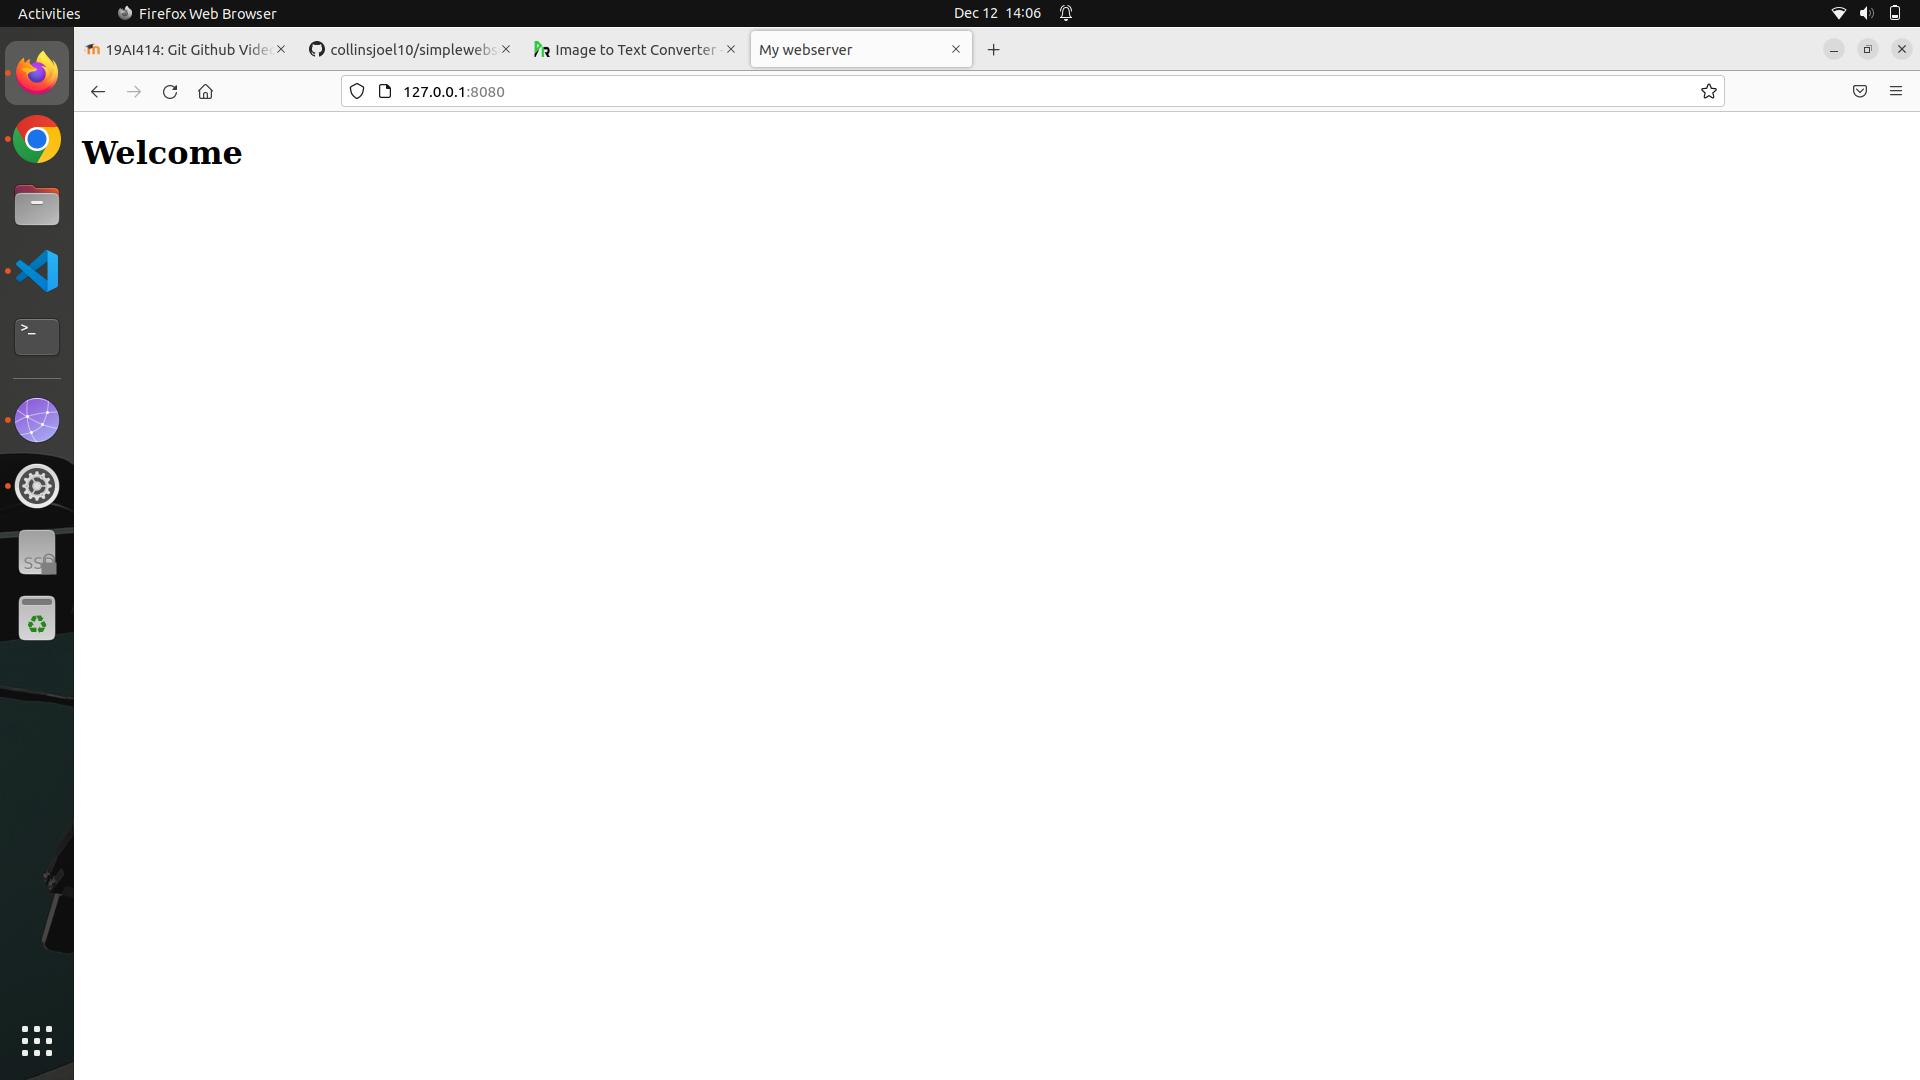 Activities Firefox Web Browser Dec 12 14:06
19AI414: Git Github Vide collinsjoel10/simplewebs Image to Text Converter My webserver
127.0.0.1:8080
Welcome
>_
SS